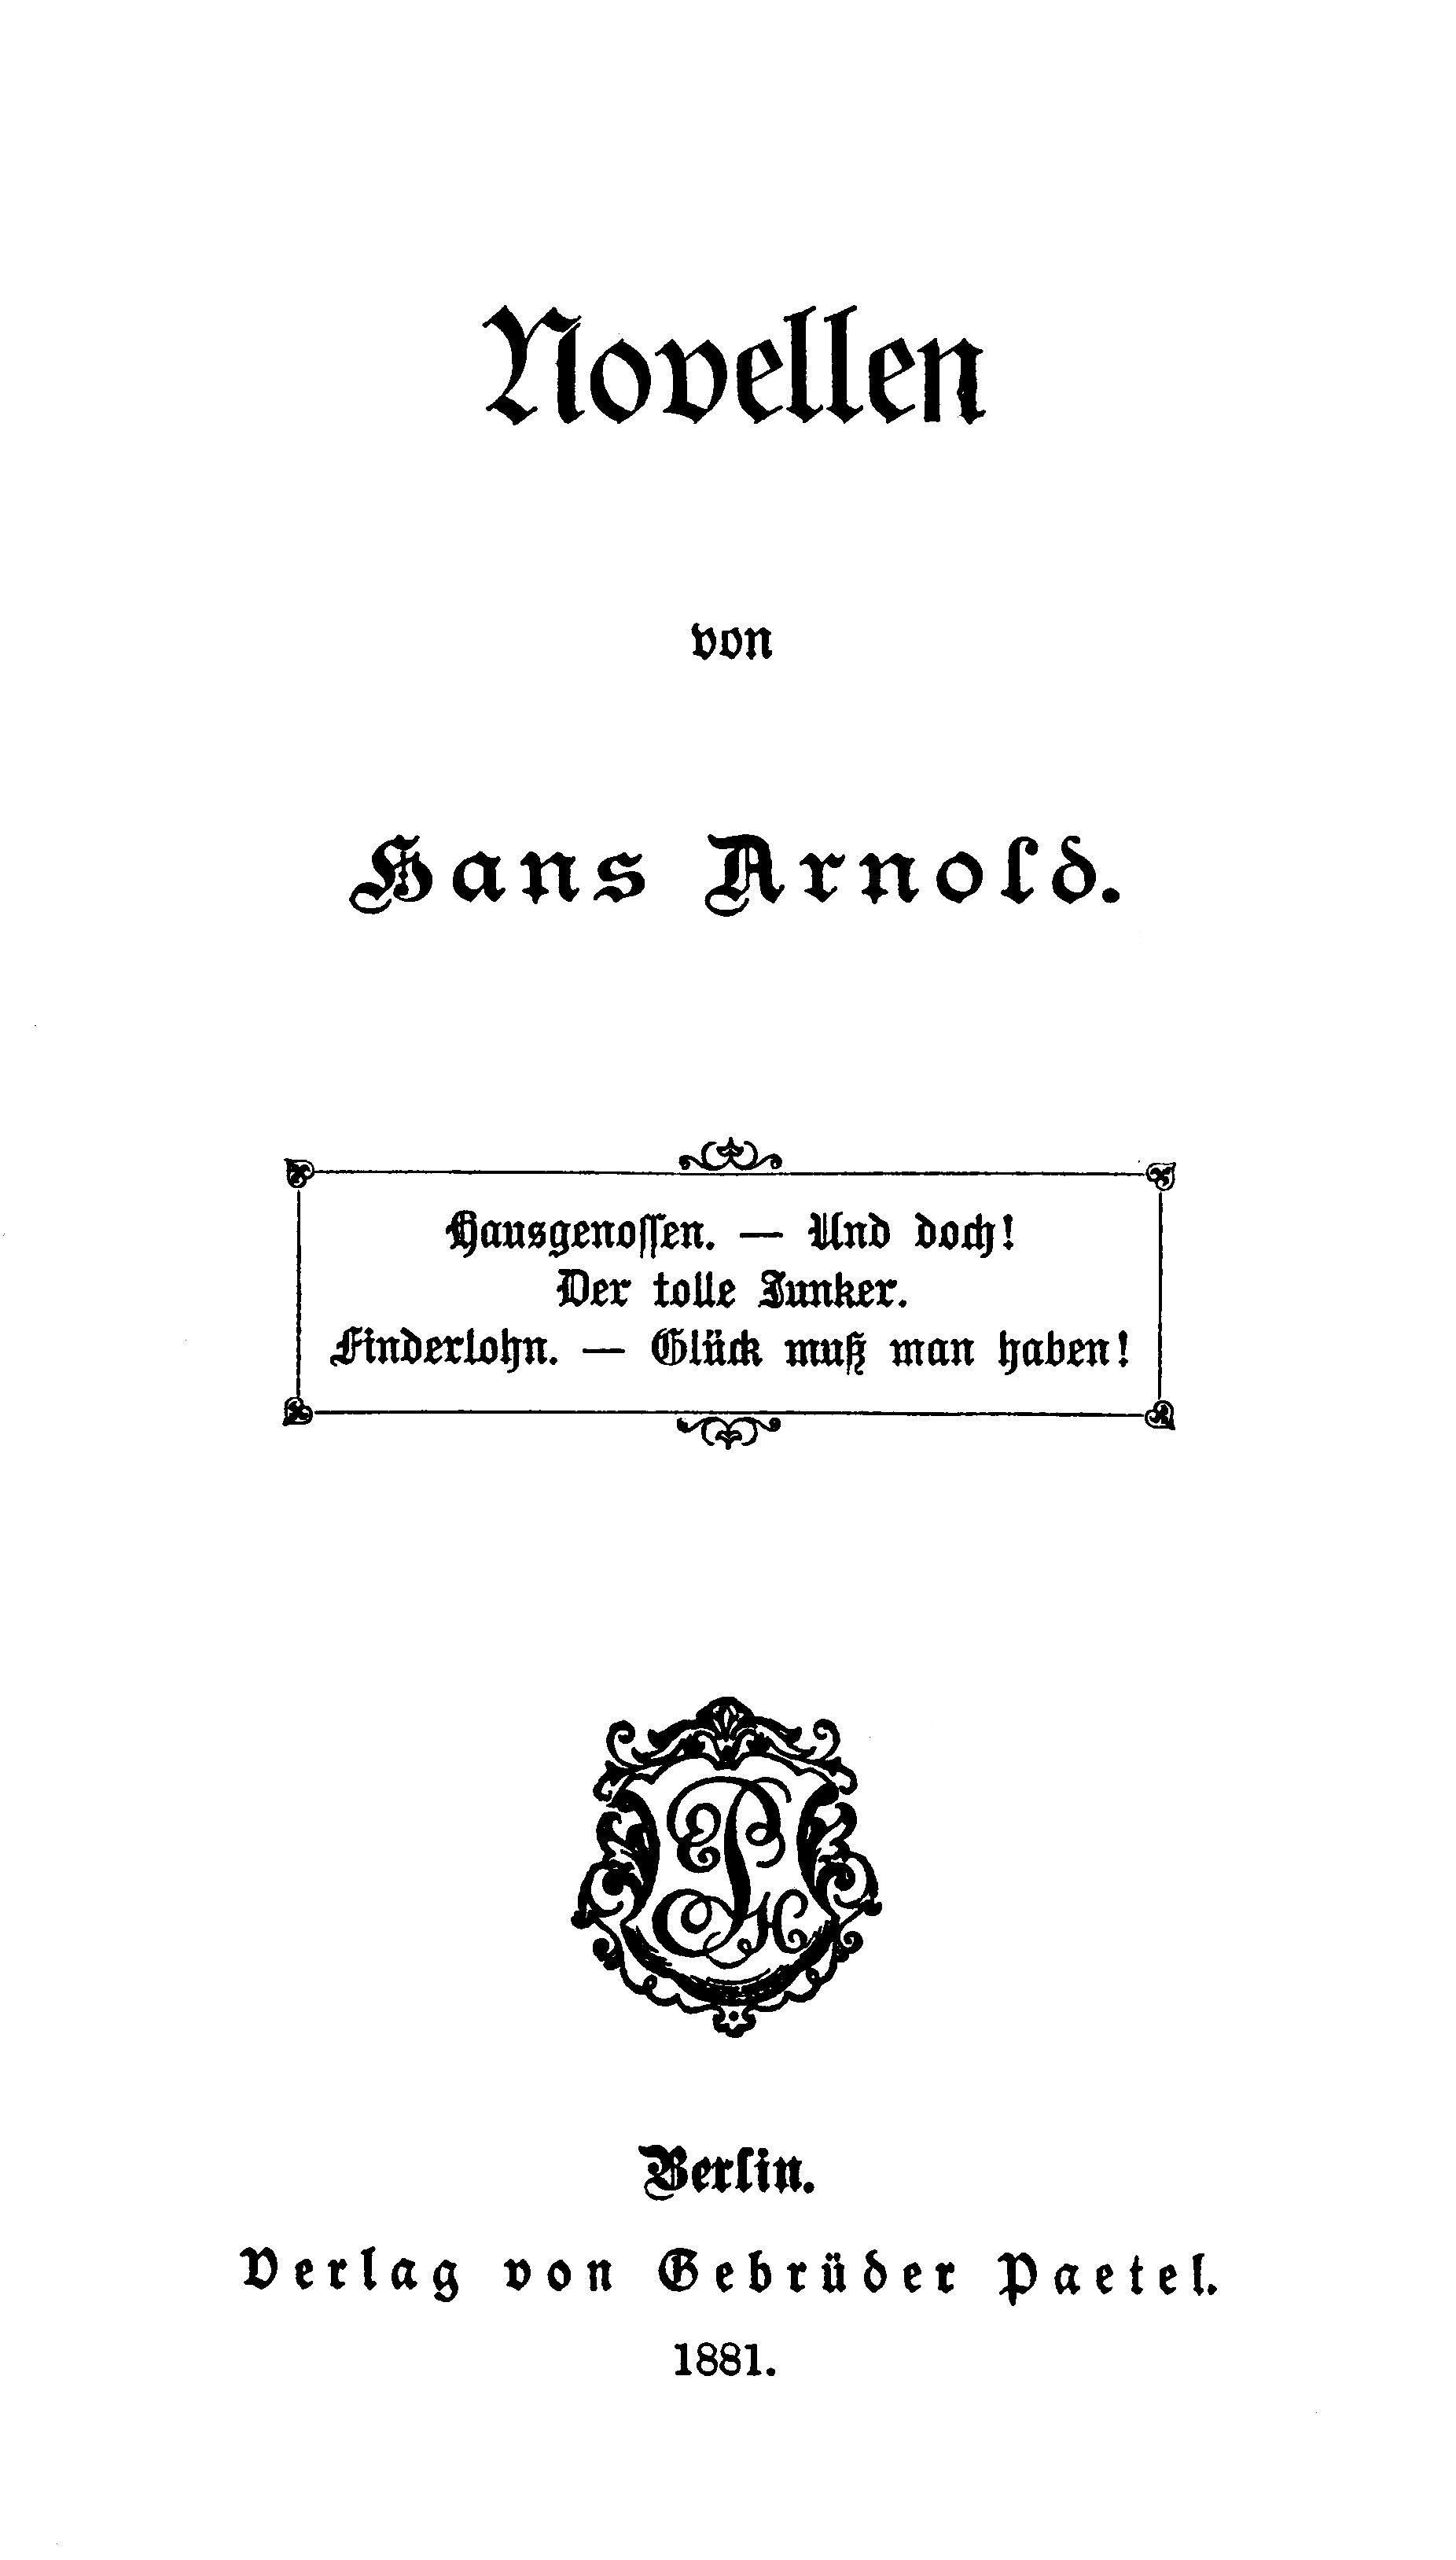 Novellen
von
Hans Arnold.
Hausgenossen. — Und doch!
Der tolle Junker.
Finderlohn. — Glück muß man haben!
Berlin.
Verlag von Gebrüder Paetel.
1881.